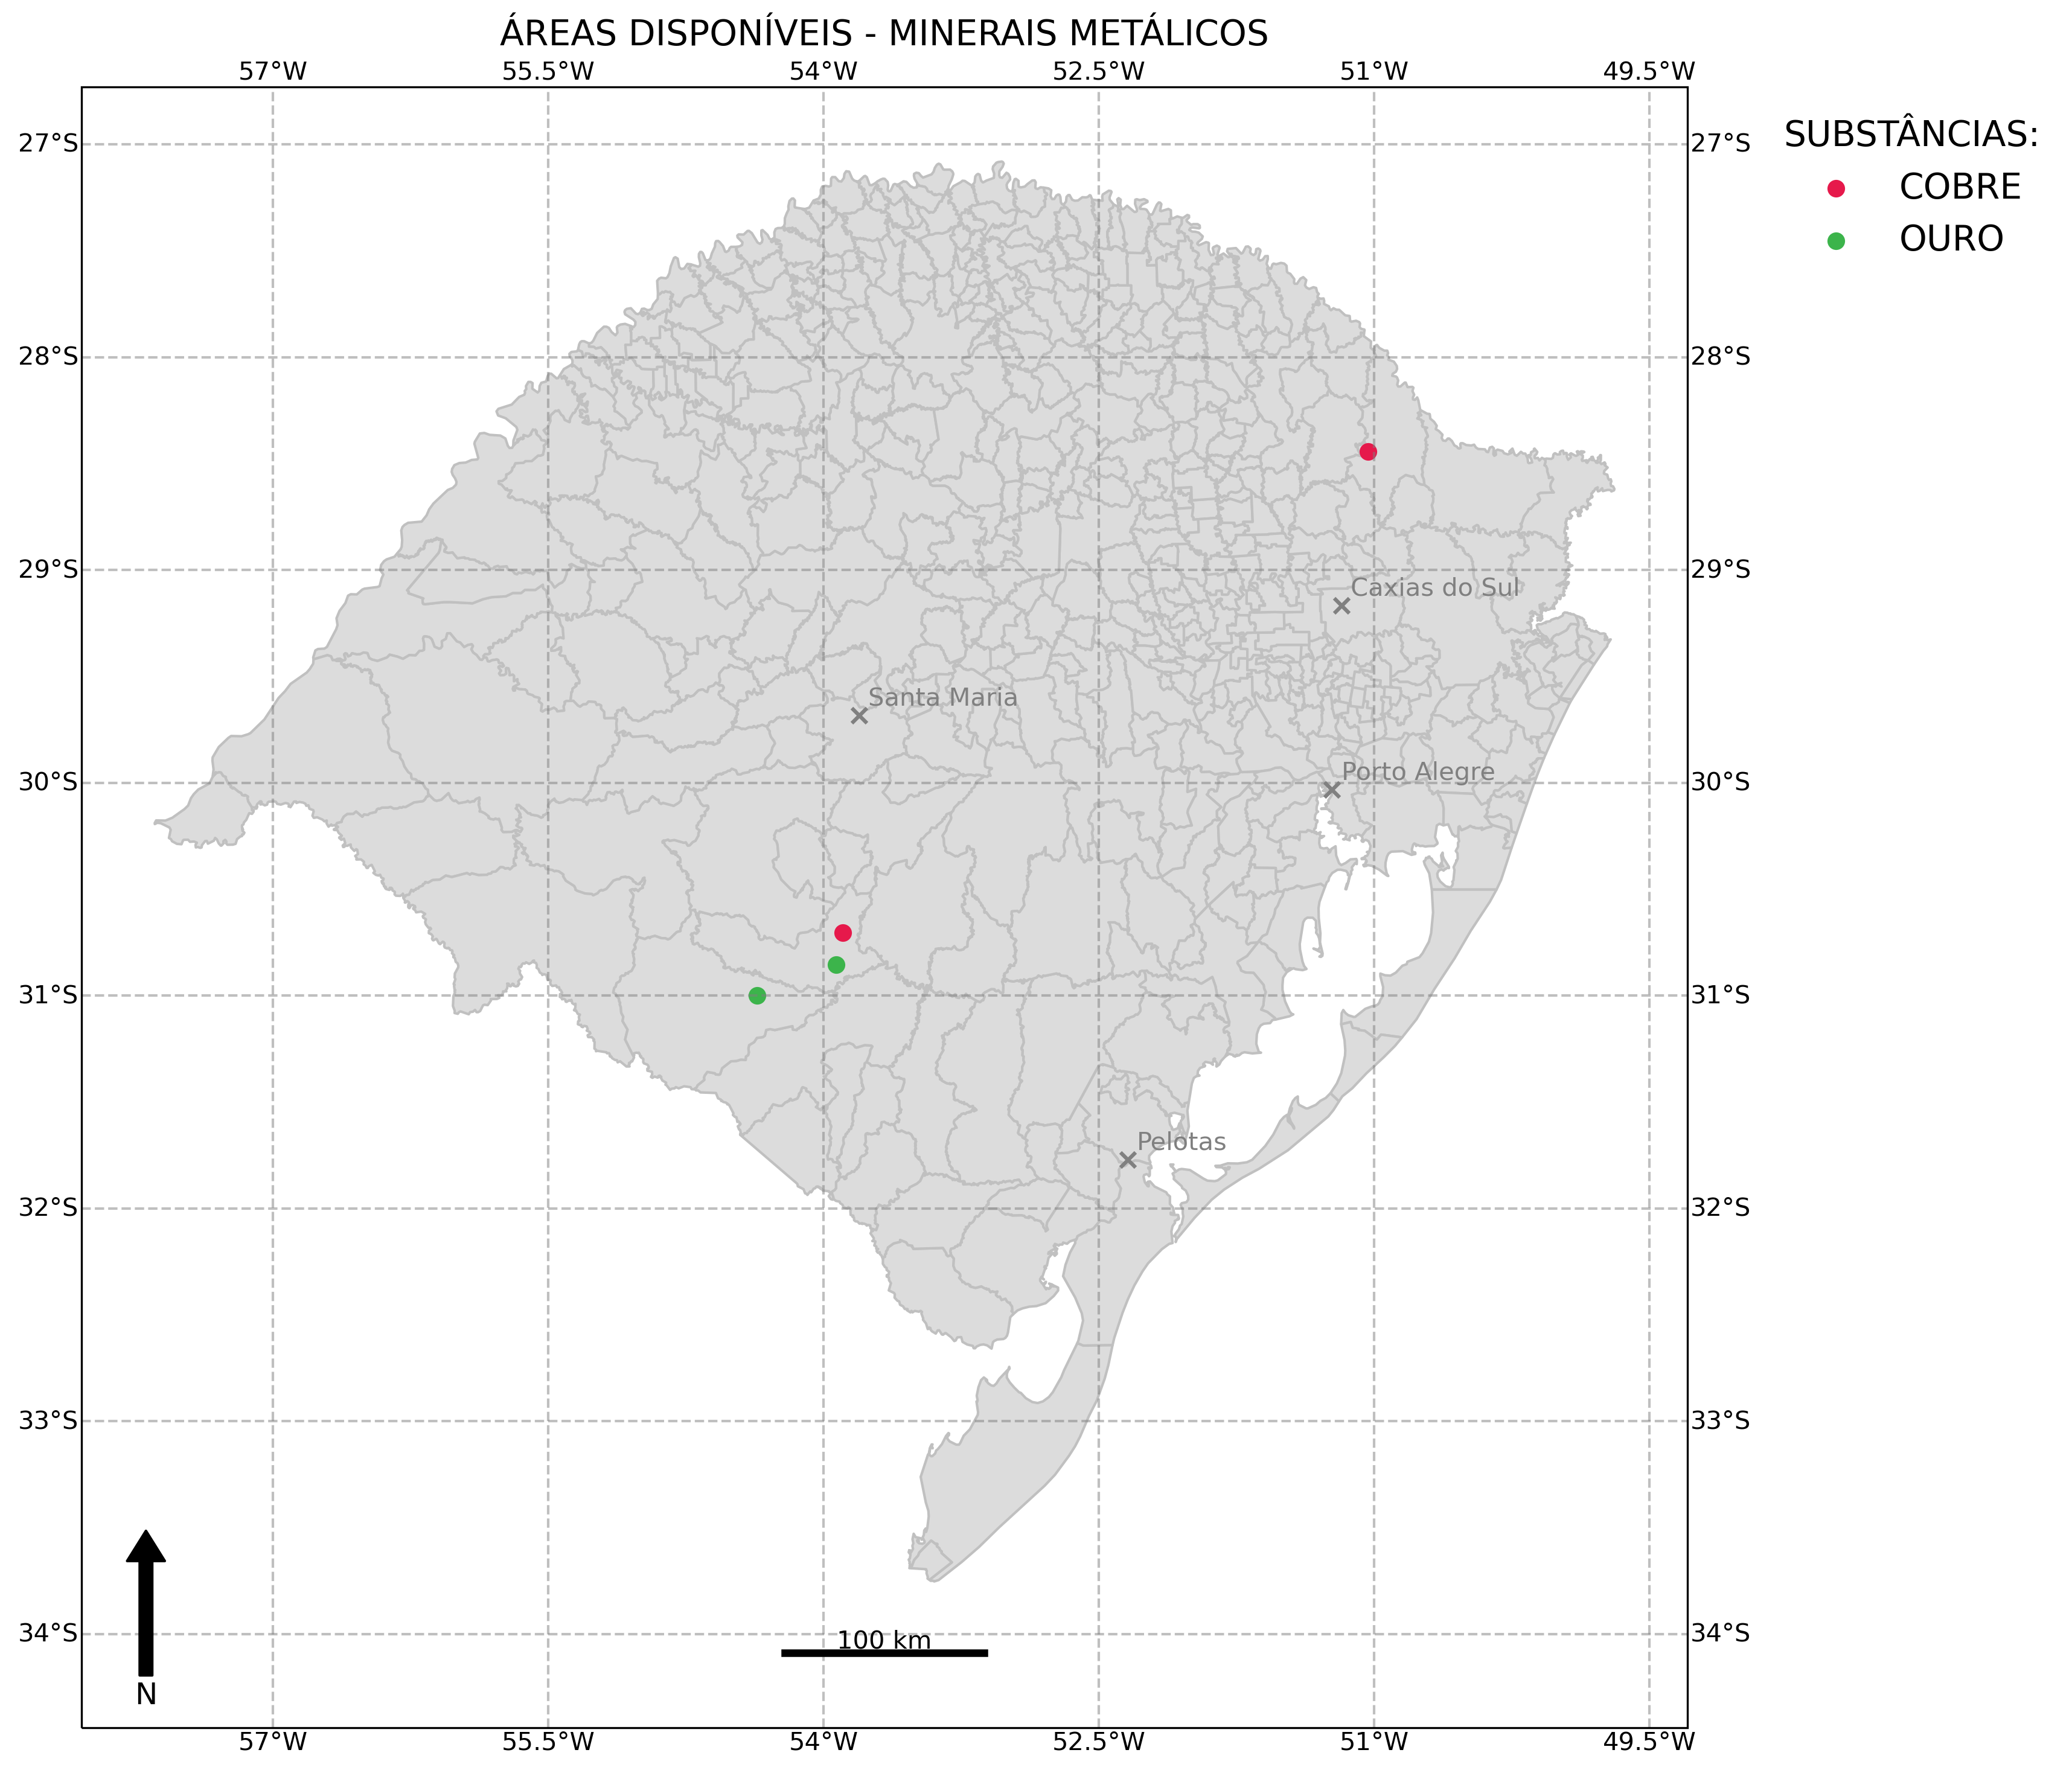 ÁREAS DISPONÍVEIS - MINERAIS METÁLICOS
57°W 55.5°W 54°W 52.5°W 51°W 49.5°W
SUBSTÂNCIAS:
COBRE
OURO
27°S 27°S
28°S 28°S
29°S 29°S
Caxias do Sul
Santa Maria
Porto Alegre
30°S 30°S
31°S 31°S
Pelotas
32°S 32°S
33°S 33°S
34°S 34°S
100 km
N
57°W 55.5°W 54°W 52.5°W 51°W 49.5°W